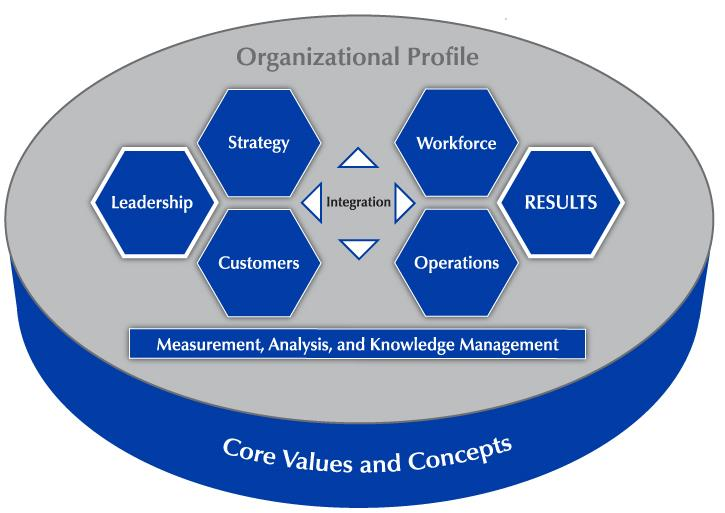 Organizational Profile
Strategy
Workforce
Leadership
Integration
RESULTS
Customers
Operations
Measurement, Analysis, and Knowledge Management
Core Values and Concepts